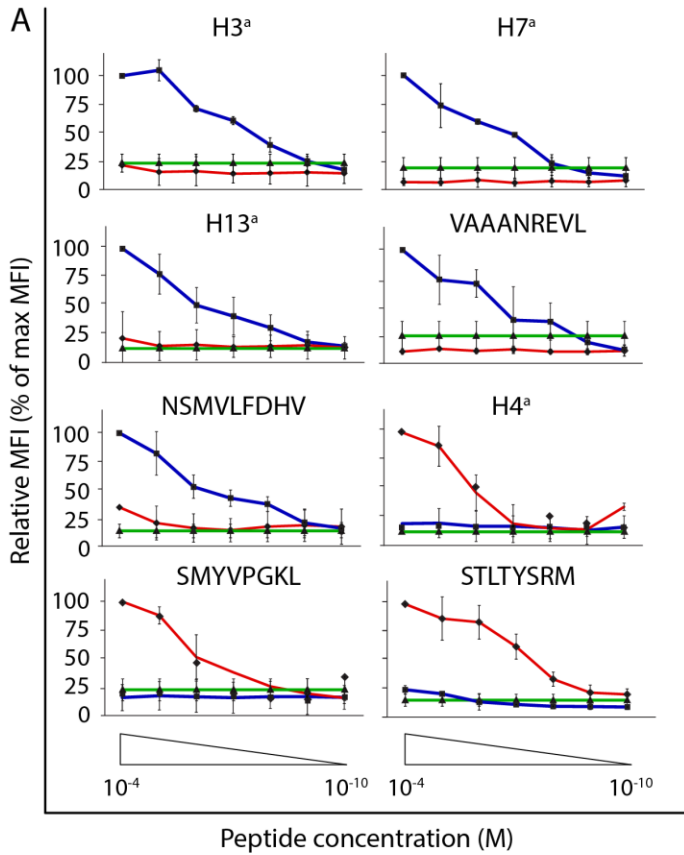 A
H3ᵃ H7ᵃ
100
75
50
25
0
H13ᵃ VAAANREVL
100
75
50
25
0
NSMVLFDHV H4ᵃ
100
75
50
25
0
SMYVPGKL STLTYSRM
100
75
50
25
0
Relative MFI (% of max MFI)
10⁻⁴ 10⁻¹⁰ 10⁻⁴ 10⁻¹⁰
Peptide concentration (M)